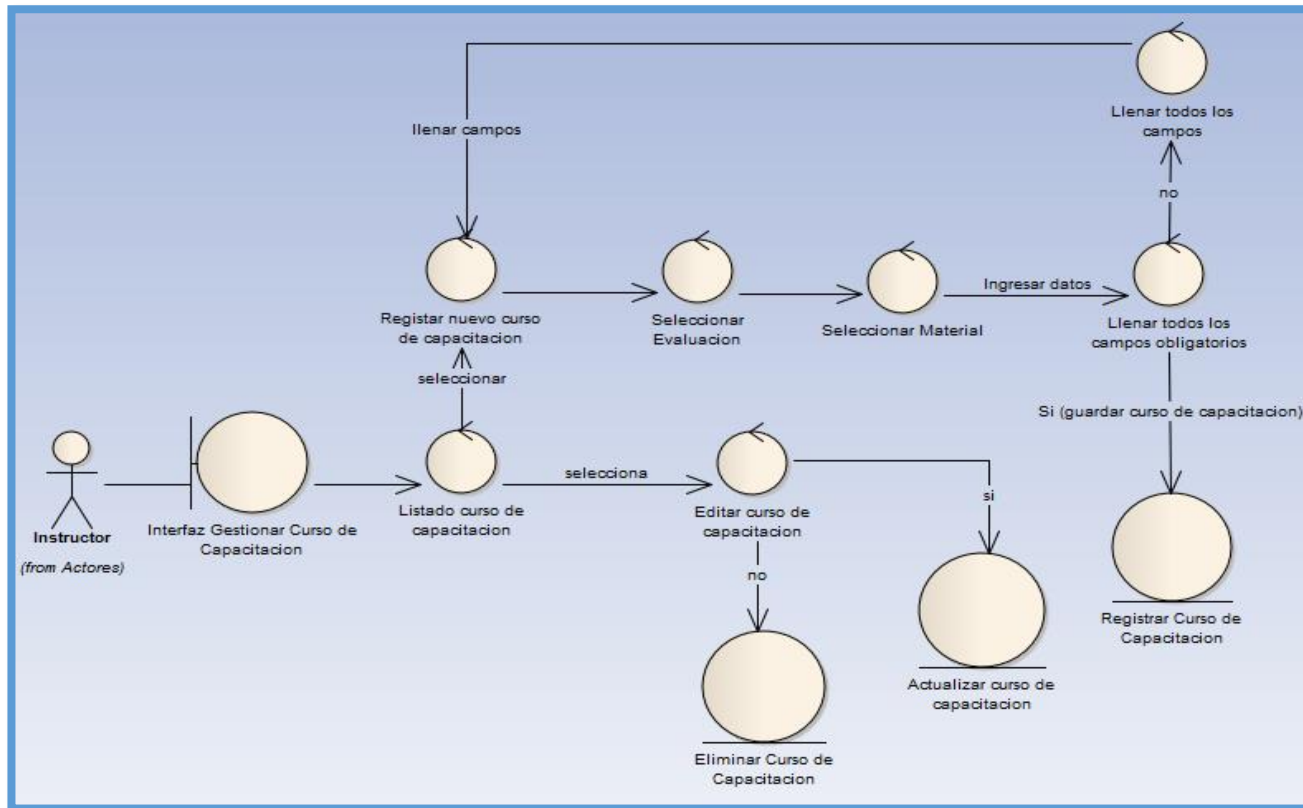 Llenar todos los
campos
llenar campos
no
Registar nuevo curso
de capacitacion
Seleccionar
Evaluacion
Seleccionar Material
Ingresar datos
Llenar todos los
campos obligatorios
seleccionar
Si (guardar curso de capacitacion)
Instructor
(from Actores)
Interfaz Gestionar Curso de
Capacitacion
Listado curso de
capacitacion
selecciona
Editar curso de
capacitacion
si
no
Registrar Curso de
Capacitacion
Actualizar curso de
capacitacion
Eliminar Curso de
Capacitacion